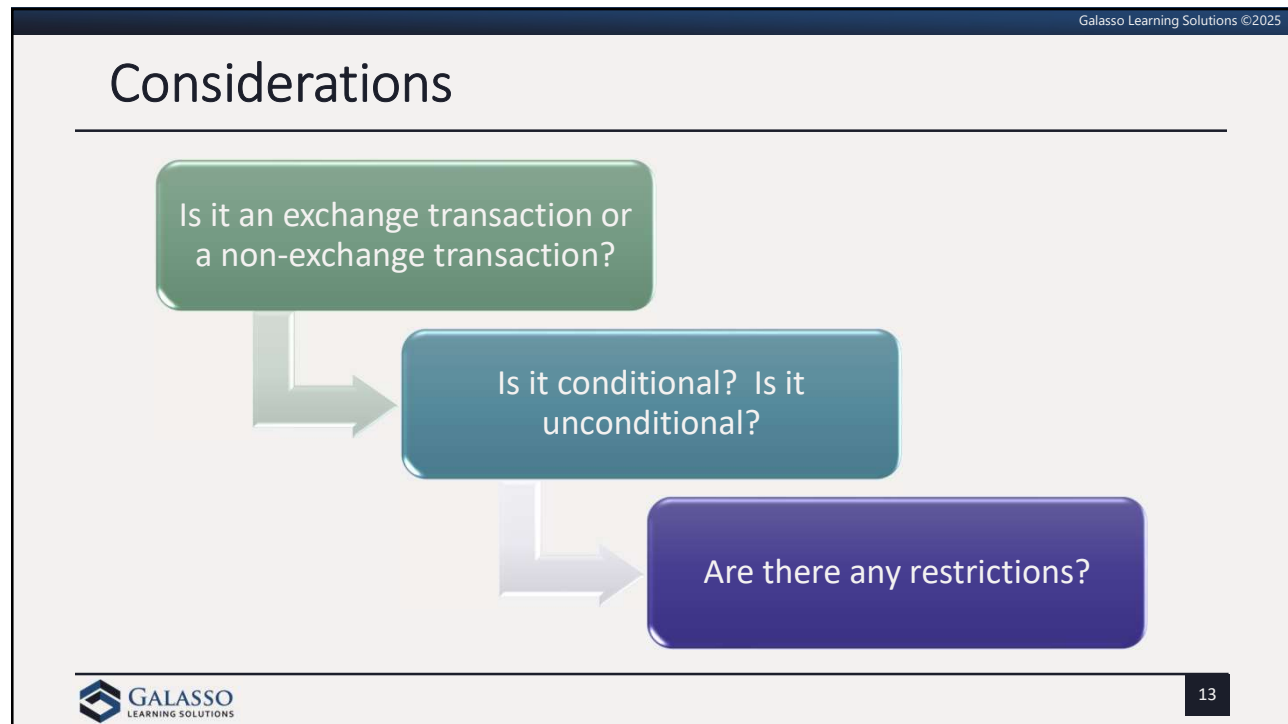 Galasso Learning Solutions ©2025
Considerations
Is it an exchange transaction or
a non-exchange transaction?
Is it conditional?  Is it
unconditional?
Are there any restrictions?
GALASSO
LEARNING SOLUTIONS
13